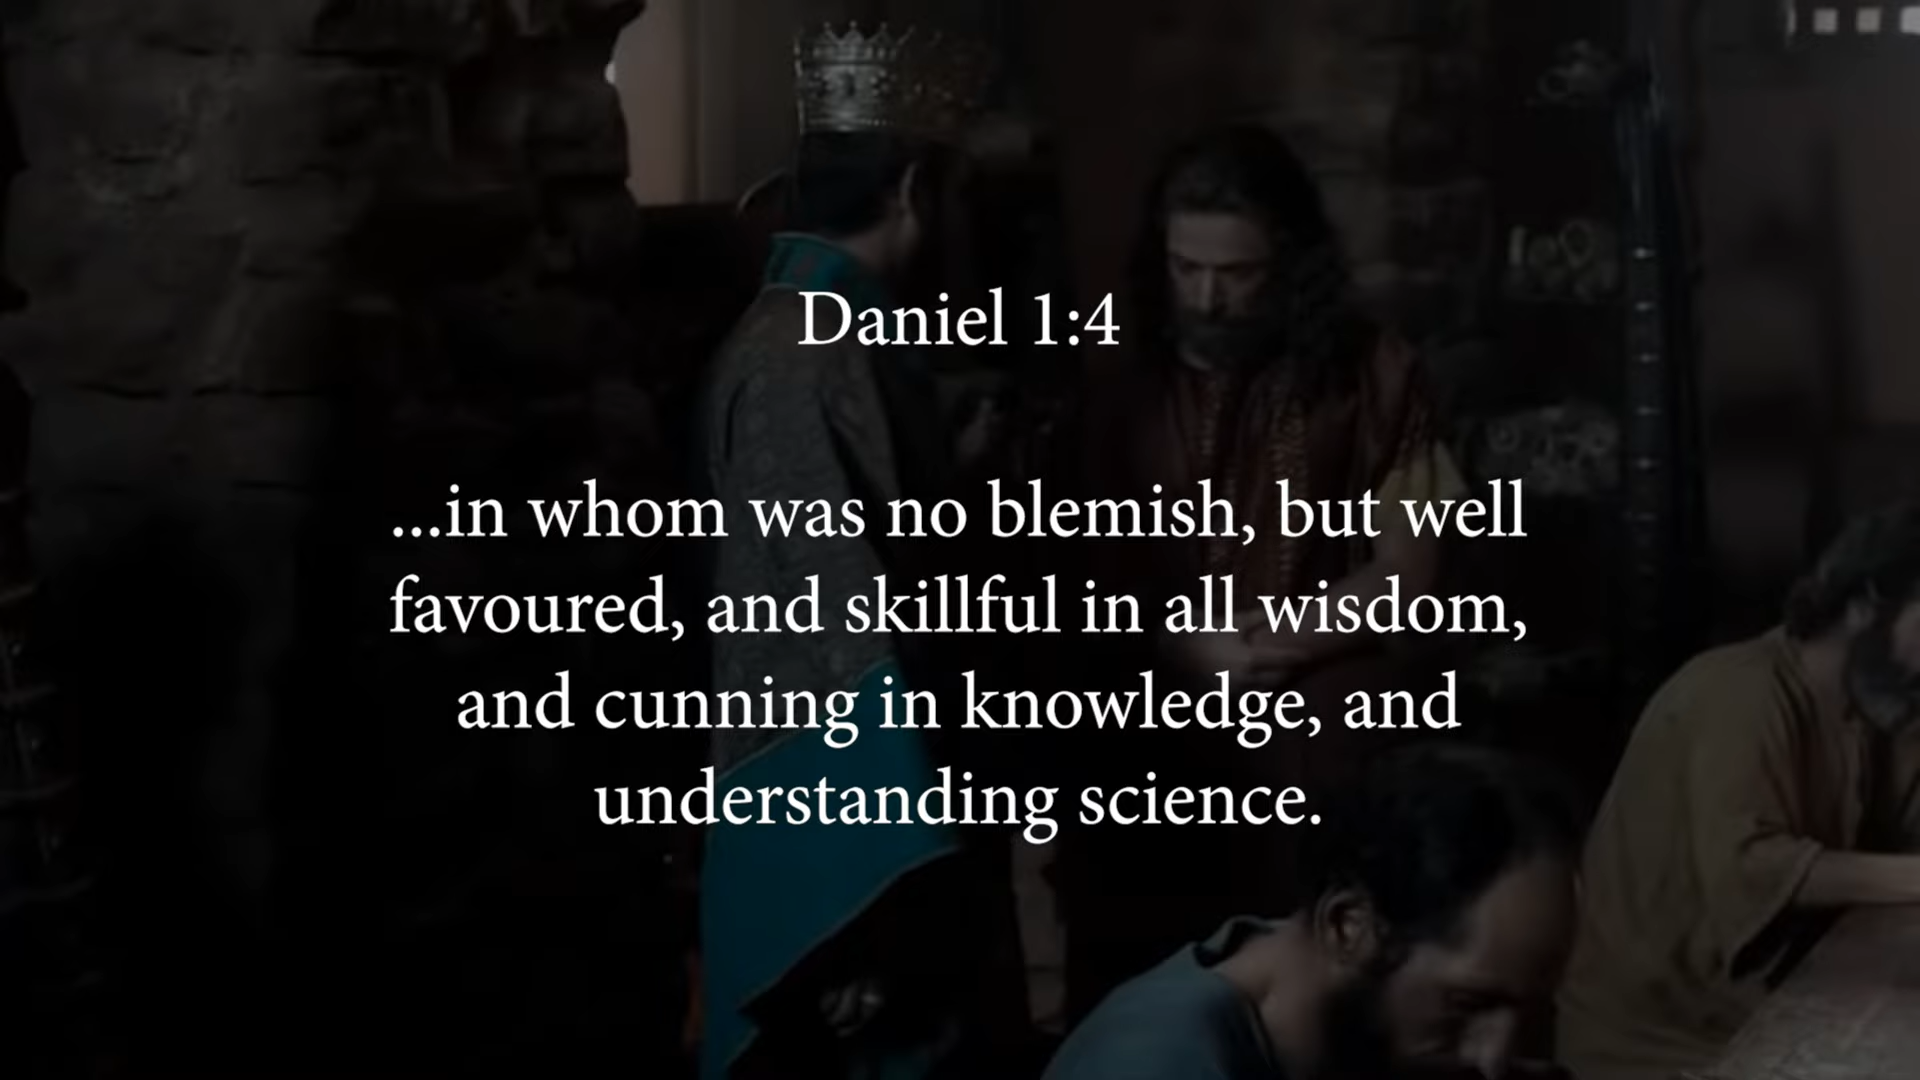 Daniel 1:4
...in whom was no blemish, but well
favoured, and skillful in all wisdom,
and cunning in knowledge, and
understanding science.